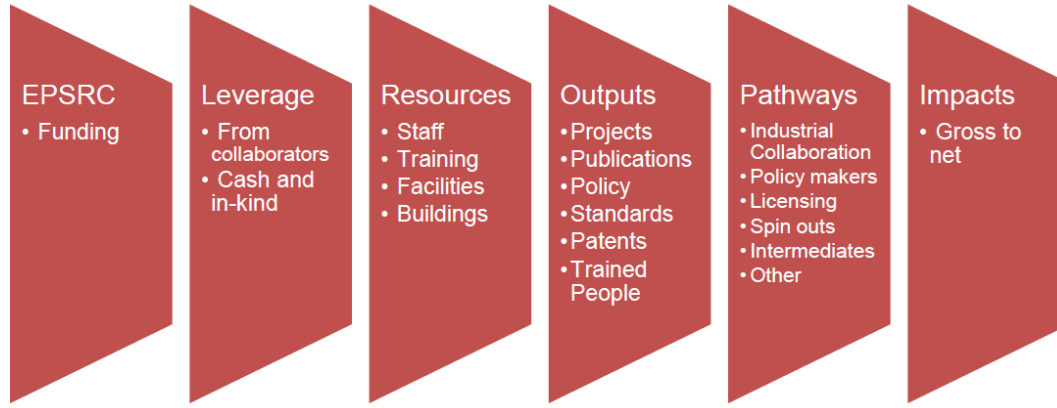 EPSRC
• Funding
Leverage
• From
collaborators
• Cash and
in-kind
Resources
• Staff
• Training
• Facilities
• Buildings
Outputs
•Projects
•Publications
•Policy
•Standards
•Patents
•Trained
People
Pathways
•Industrial
Collaboration
•Policy makers
•Licensing
•Spin outs
•Intermediates
•Other
Impacts
• Gross to
net